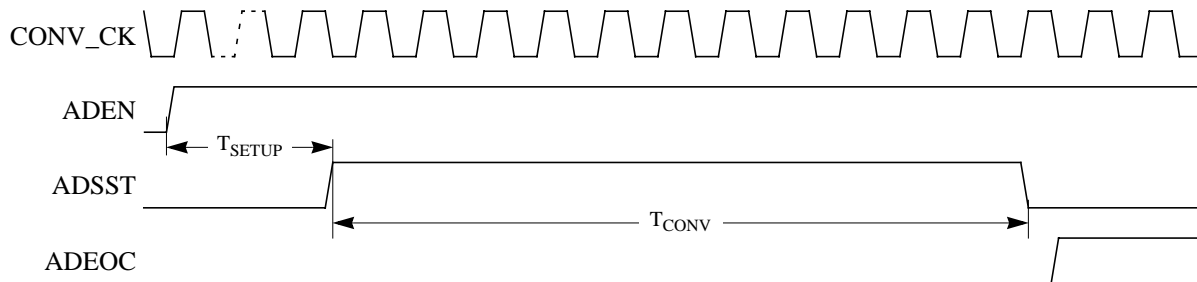 CONV_CK
ADEN
TSETUP
ADSST
TCONV
ADEOC